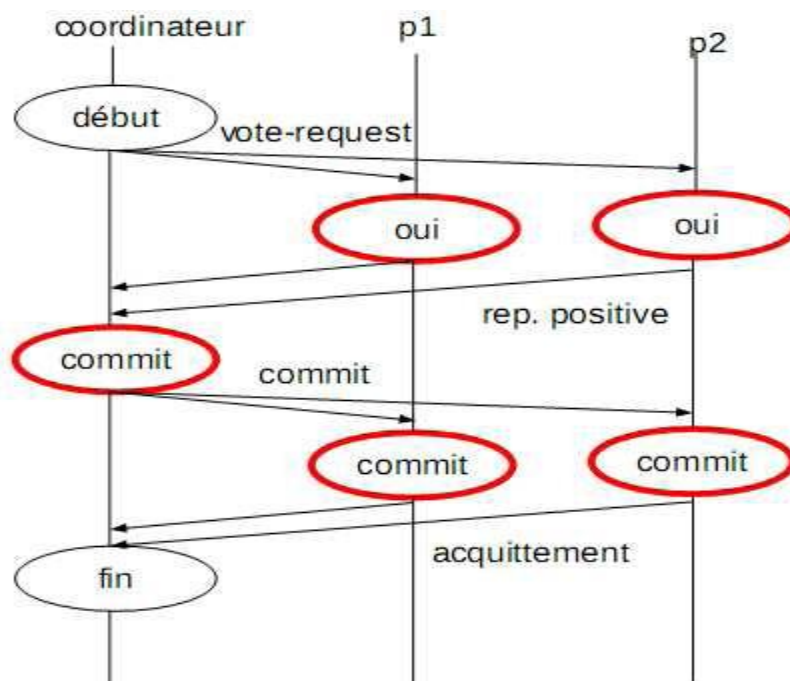 coordinateur
p1
p2
début
vote-request
oui
oui
rep. positive
commit
commit
commit
commit
acquittement
fin